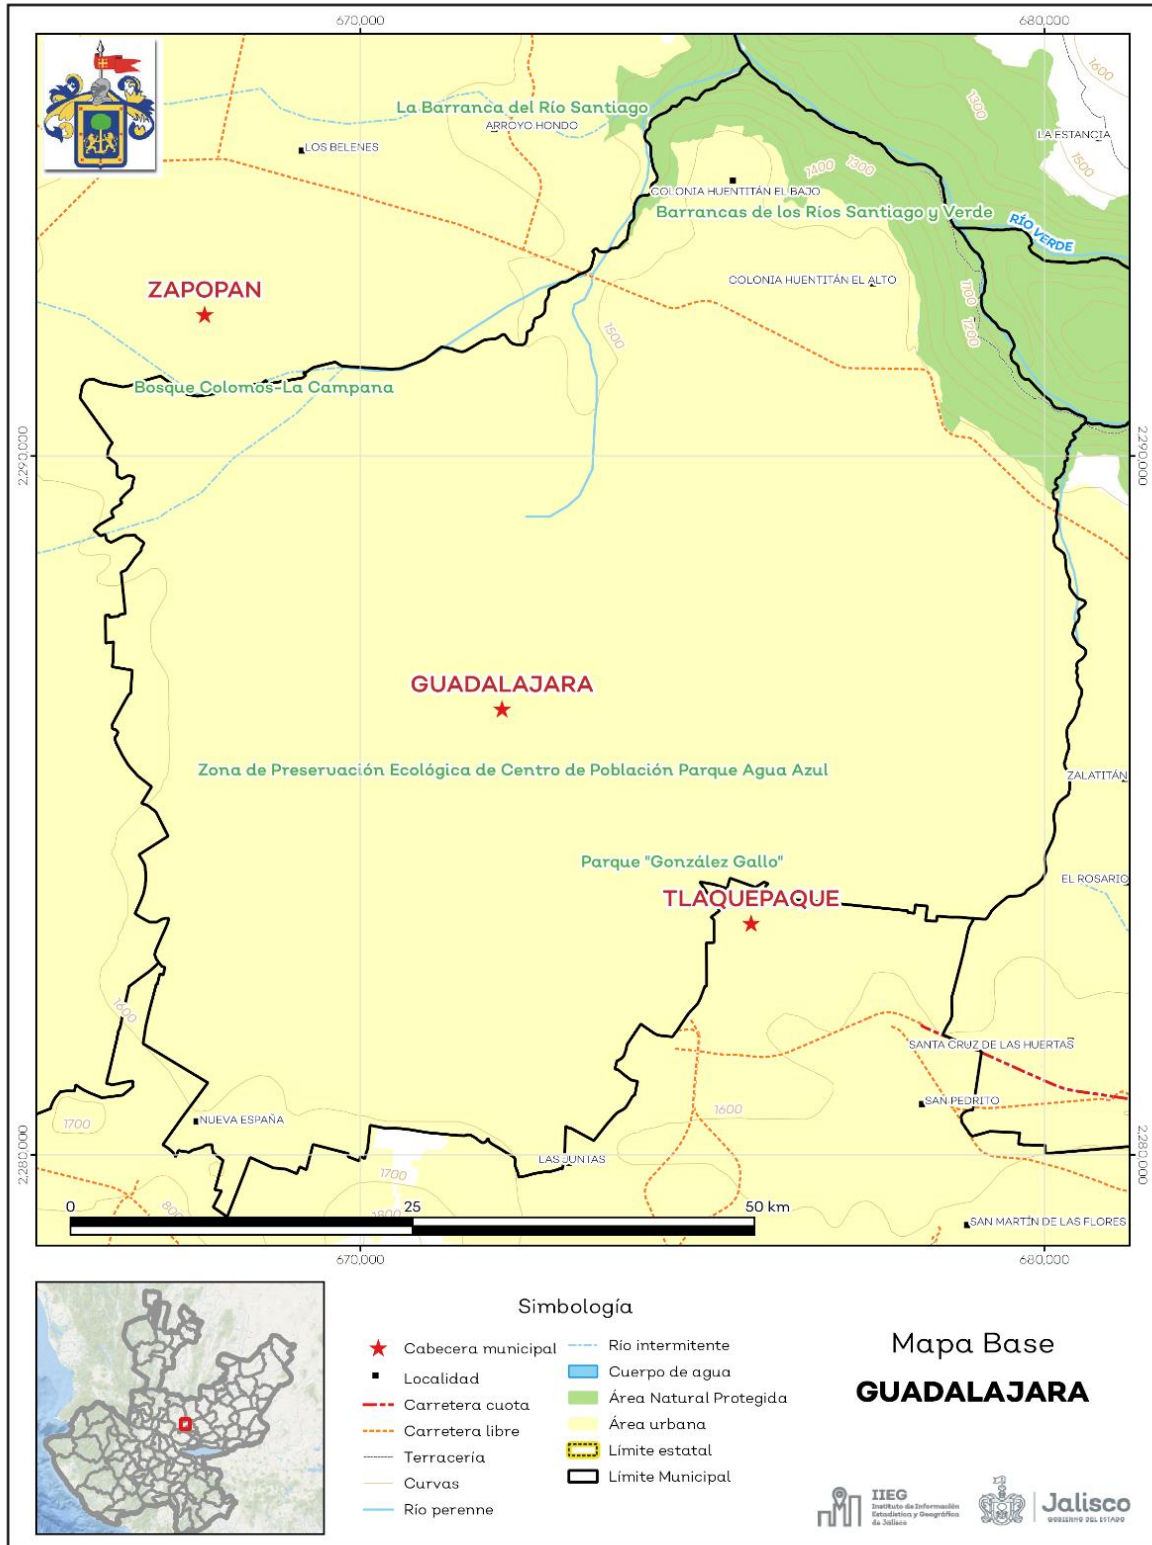 670,000
680,000
1600
La Barranca del Río Santiago
ARROYO HONDO
1300
LA ESTANCIA
LOS BELENES
1500
1400
1300
COLONIA HUENTITÁN EL BAJO
Barrancas de los Ríos Santiago y Verde
RÍO VERDE
ZAPOPAN
COLONIA HUENTITÁN EL ALTO
1100
1200
1500
Bosque Colomos-La Campana
2,290,000
2,290,000
GUADALAJARA
Zona de Preservación Ecológica de Centro de Población Parque Agua Azul
ZALATITÁN
Parque "González Gallo"
EL ROSARIO
TLAQUEPAQUE
1600
SANTA CRUZ DE LAS HUERTAS
SAN PEDRITO
1600
1700
NUEVA ESPAÑA
2,280,000
2,280,000
LAS JUNTAS
1700
0
25
50 km
SAN MARTÍN DE LAS FLORES
670,000
680,000
Simbología
Cabecera municipal
Localidad
Carretera cuota
Carretera libre
Terracería
Curvas
Río perenne
Río intermitente
Cuerpo de agua
Área Natural Protegida
Área urbana
Límite estatal
Límite Municipal
Mapa Base
GUADALAJARA
IIEG
Instituto de Información
Estadística y Geográfica
de Jalisco
Jalisco
GOBIERNO DEL ESTADO